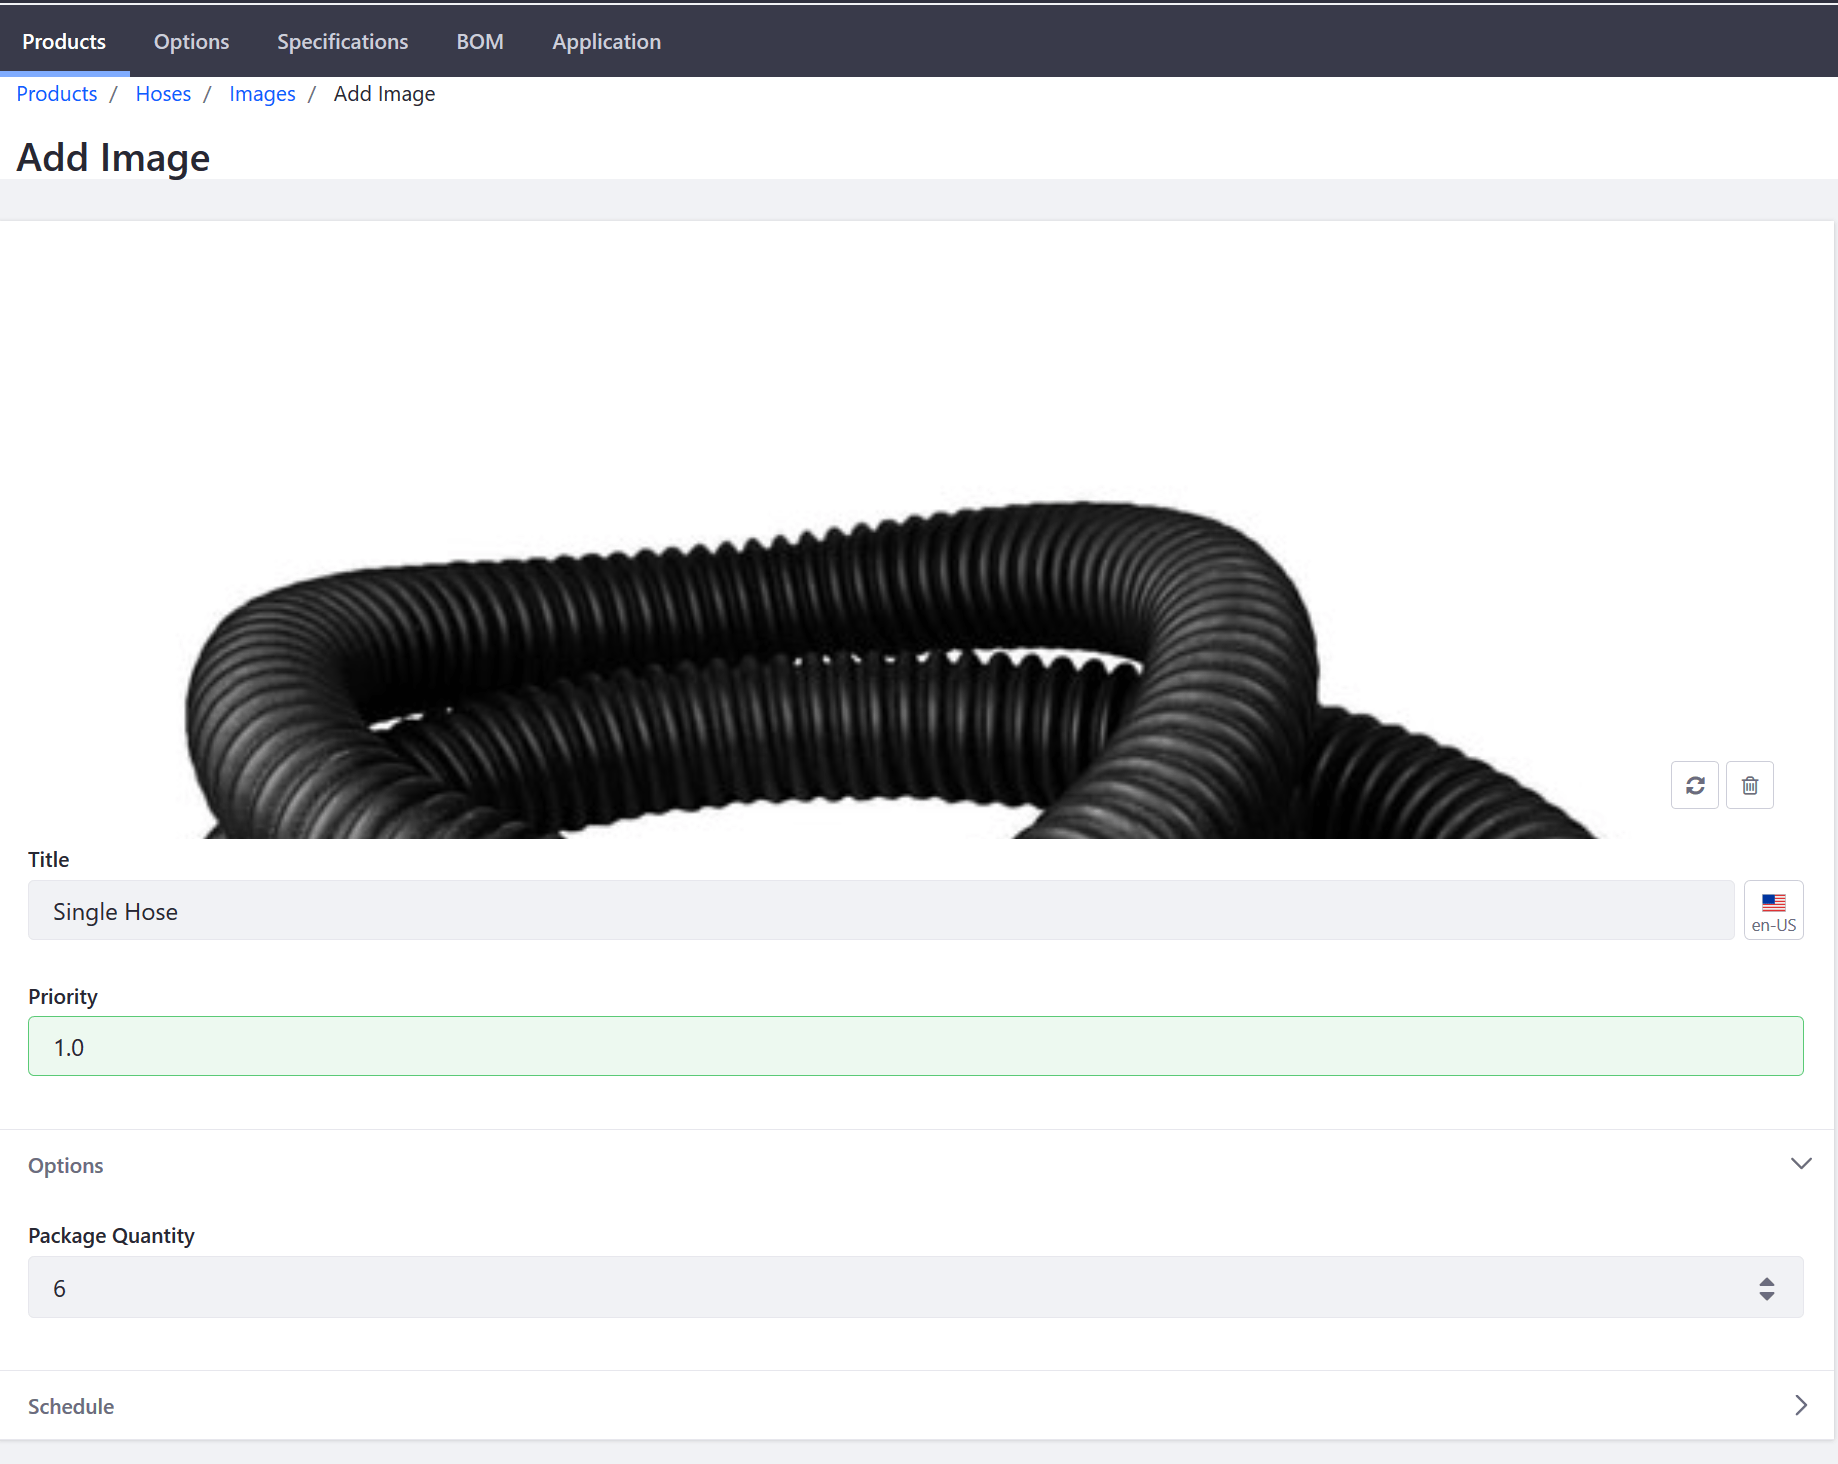 Products Options Specifications BOM Application
Products / Hoses / Images / Add Image
Add Image
Title
Single Hose
en-US
Priority
1.0
Options
Package Quantity
6
Schedule